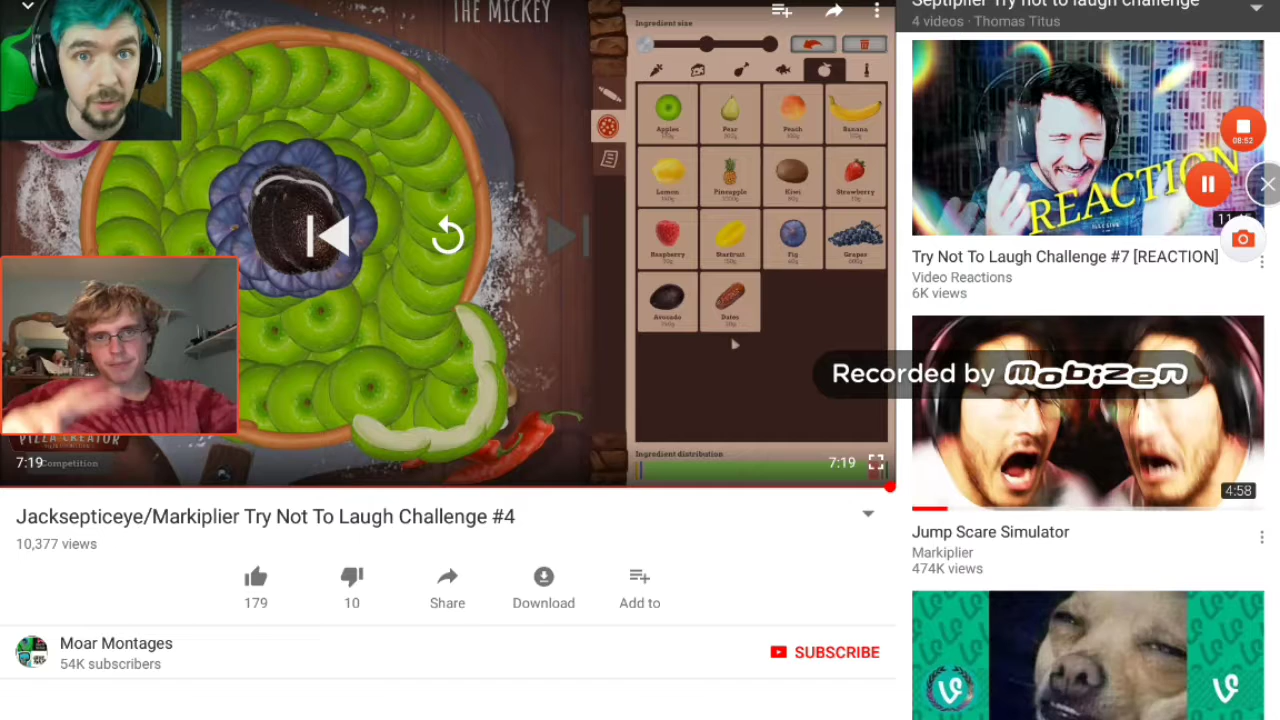 THE MICKEY
Ingredient size
Apples
Pear
Peach
Banana
Lemon
Pineapple
Kiwi
Strawberry
Raspberry
Starfruit
Fig
Grapes
Avocado
Dates
PIZZA CREATOR
Competition
7:19
7:19
Ingredient distribution
Jacksepticeye/Markiplier Try Not To Laugh Challenge #4
10,377 views
179
10
Share
Download
Add to
Moar Montages
54K subscribers
SUBSCRIBE
Septiplier Try not to laugh challenge
4 videos · Thomas Titus
REACTION
08:52
Try Not To Laugh Challenge #7 [REACTION]
Video Reactions
6K views
Recorded by mobizen
4:58
Jump Scare Simulator
Markiplier
474K views